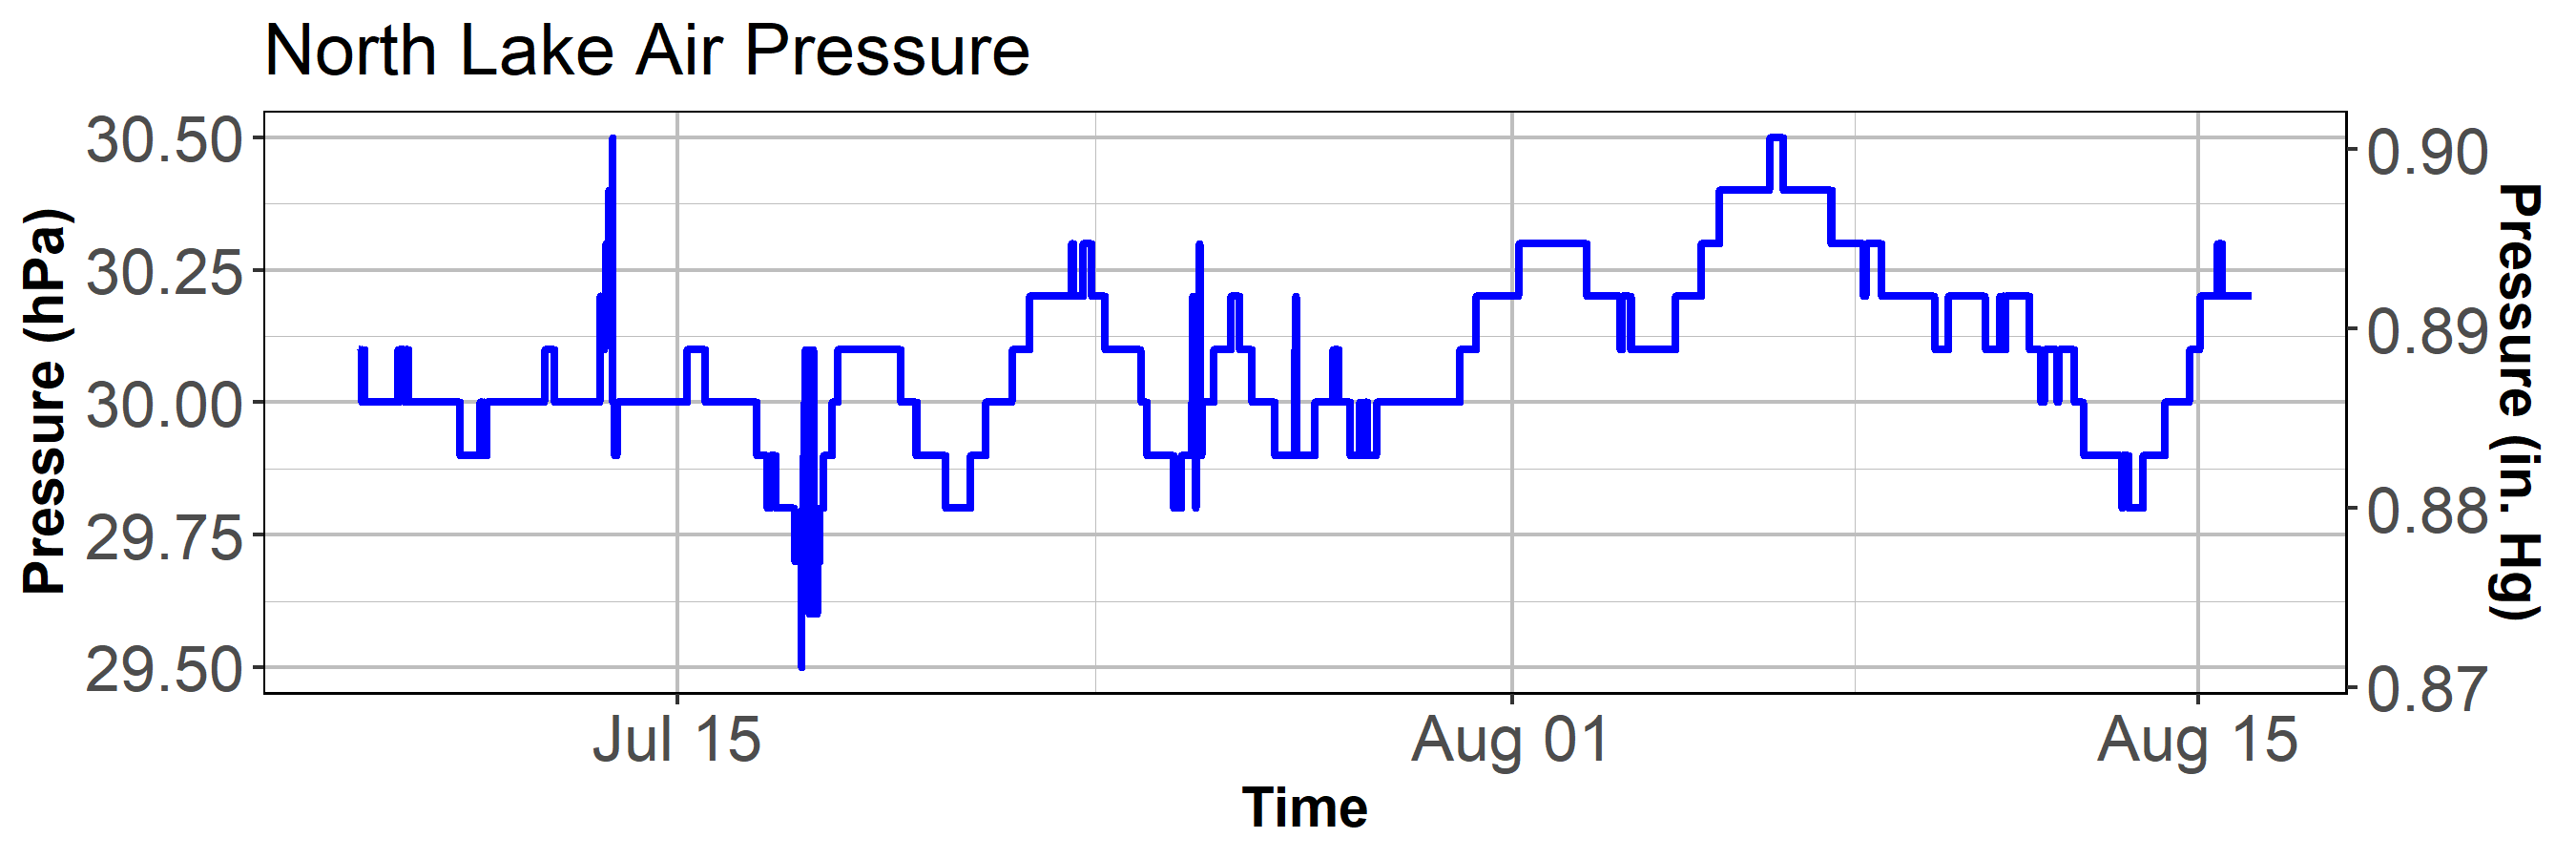 North Lake Air Pressure
Pressure (hPa)
30.50
30.25
30.00
29.75
29.50
0.90
0.89
0.88
0.87
Pressure (in. Hg)
Jul 15
Aug 01
Aug 15
Time